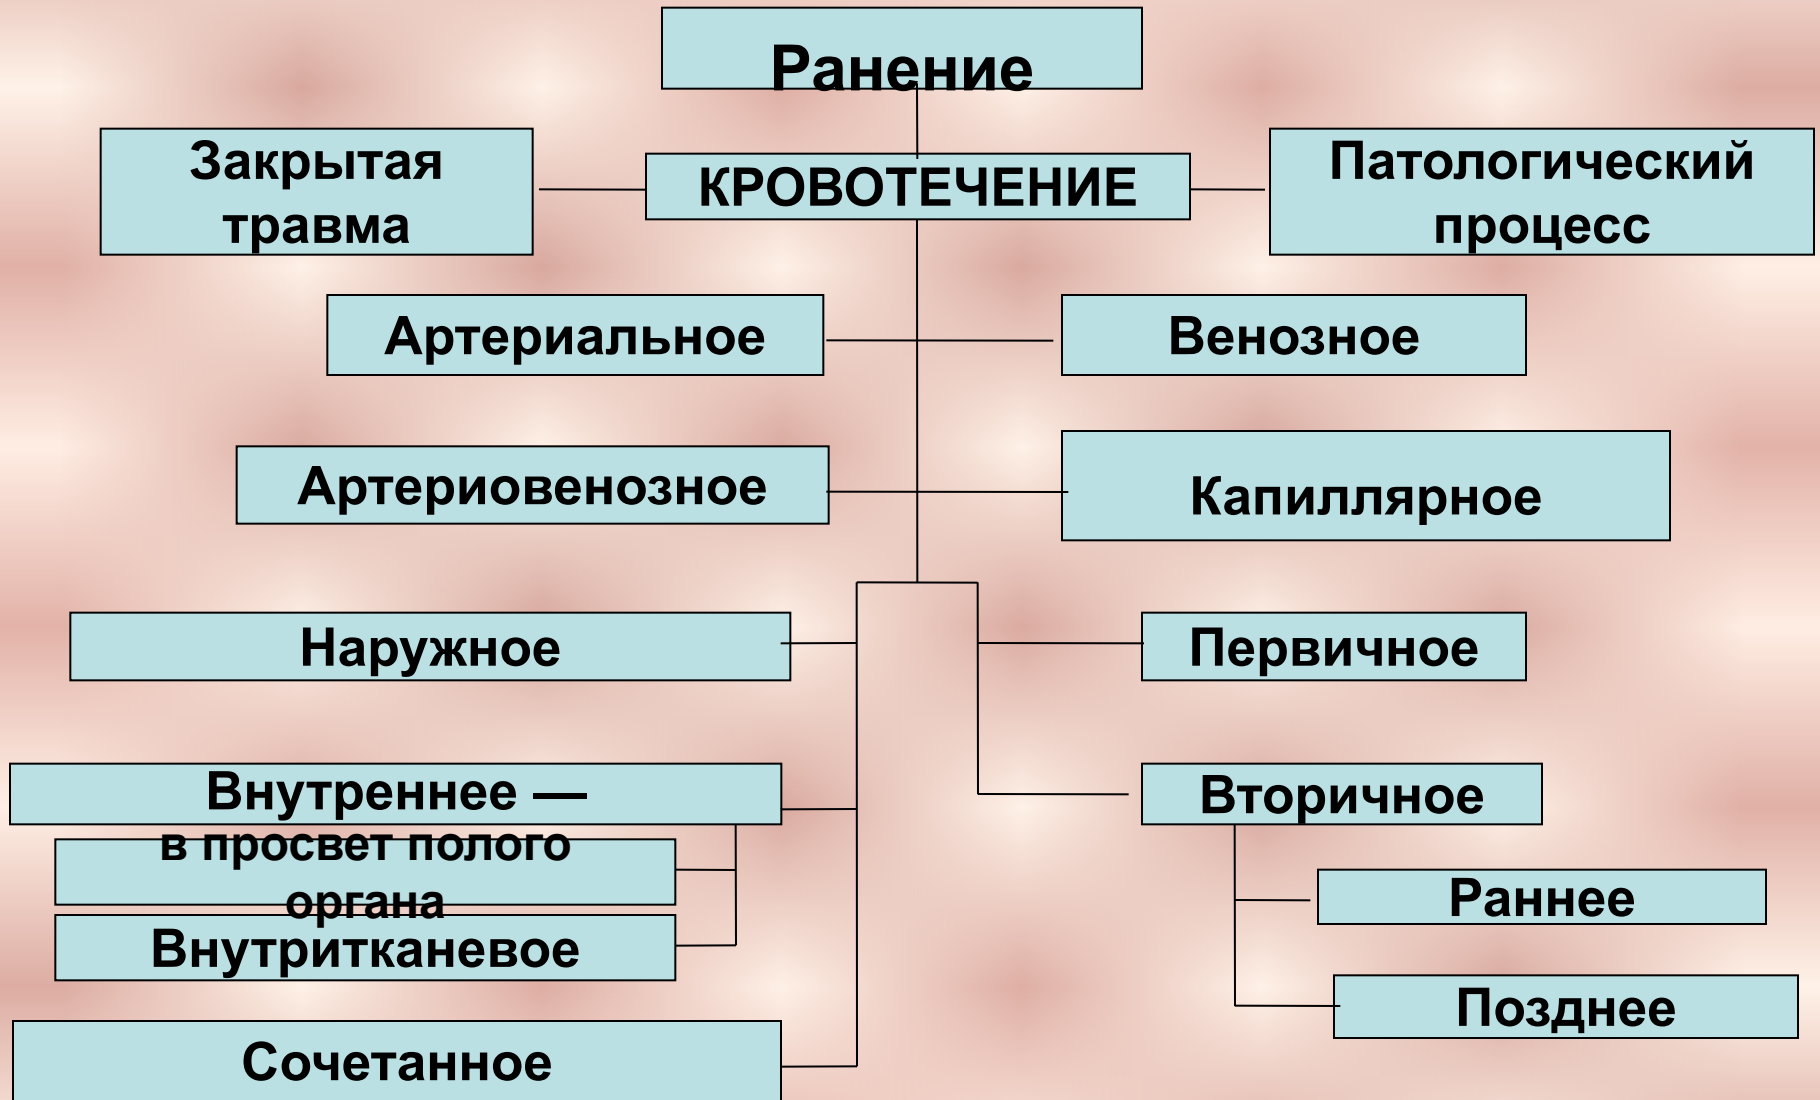 Ранение
Закрытая
травма
КРОВОТЕЧЕНИЕ
Патологический
процесс
Артериальное
Венозное
Артериовенозное
Капиллярное
Наружное
Первичное
Внутреннее —
Вторичное
в просвет полого
органа
Раннее
Внутритканевое
Позднее
Сочетанное